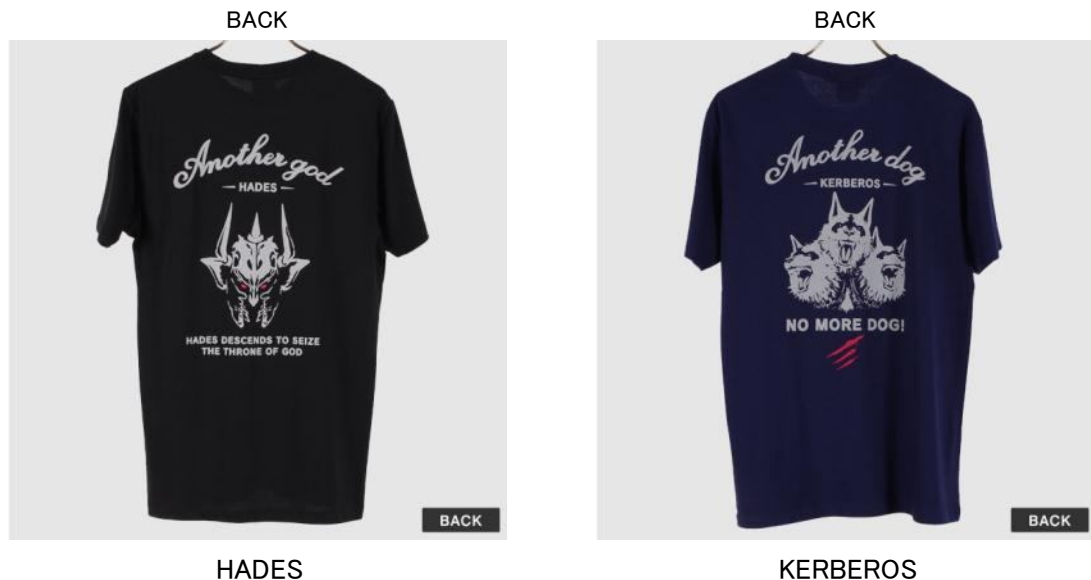 BACK
Another god
HADES
HADES DESCENDS TO SEIZE
THE THRONE OF GOD
BACK
HADES
BACK
Another dog
KERBEROS
NO MORE DOG!
BACK
KERBEROS